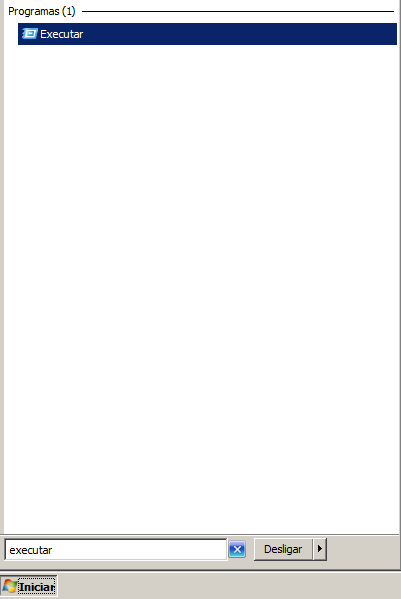 Programas (1)
Executar
executar
Desligar
Iniciar